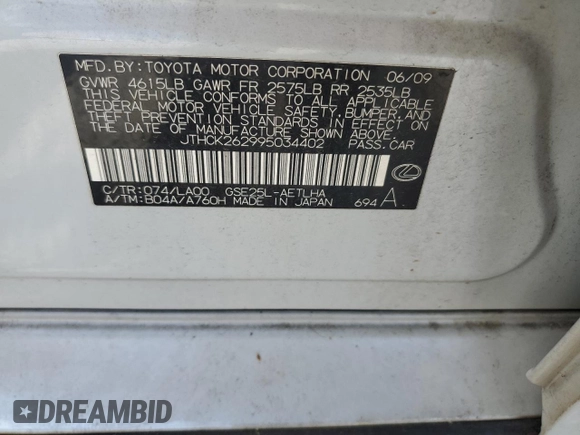 MFD. BY: TOYOTA MOTOR CORPORATION 06/09
GVWR 4615LB GAWR FR 2575LB RR 2535LB
THIS VEHICLE CONFORMS TO ALL APPLICABLE
FEDERAL MOTOR VEHICLE SAFETY, BUMPER, AND
THEFT PREVENTION STANDARDS IN EFFECT ON
THE DATE OF MANUFACTURE SHOWN ABOVE.
JTHCK262995034402 PASS. CAR
C/TR: 074/LA00 GSE25L-AETLHA
A/TM: B04A/A760H MADE IN JAPAN 694 A
DREAMBID